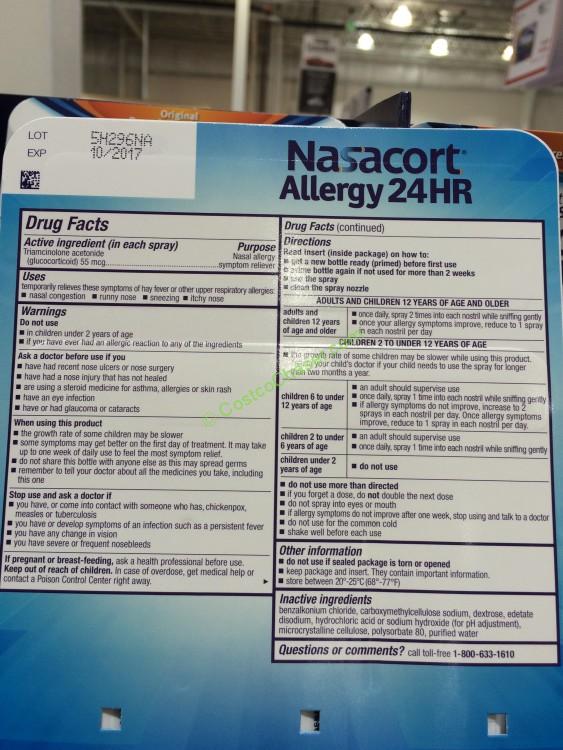 Original
LOT 5H296NA
EXP 10/2017
Nasacort®
Allergy 24HR
Drug Facts
Active ingredient (in each spray) Purpose
Triamcinolone acetonide Nasal allergy
(glucocorticoid) 55 mcg symptom reliever
Uses
temporarily relieves these symptoms of hay fever or other upper respiratory allergies:
▪ nasal congestion ▪ runny nose ▪ sneezing ▪ itchy nose
Warnings
Do not use
▪ in children under 2 years of age
▪ if you have ever had an allergic reaction to any of the ingredients
Ask a doctor before use if you
▪ have had recent nose ulcers or nose surgery
▪ have had a nose injury that has not healed
▪ are using a steroid medicine for asthma, allergies or skin rash
▪ have an eye infection
▪ have or had glaucoma or cataracts
When using this product
▪ the growth rate of some children may be slower
▪ some symptoms may get better on the first day of treatment. It may take
up to one week of daily use to feel the most symptom relief.
▪ do not share this bottle with anyone else as this may spread germs
▪ remember to tell your doctor about all the medicines you take, including
this one
Stop use and ask a doctor if
▪ you have, or come into contact with someone who has, chickenpox,
measles or tuberculosis
▪ you have or develop symptoms of an infection such as a persistent fever
▪ you have any change in vision
▪ you have severe or frequent nosebleeds
If pregnant or breast-feeding, ask a health professional before use.
Keep out of reach of children. In case of overdose, get medical help or
contact a Poison Control Center right away.
Drug Facts (continued)
Directions
Read insert (inside package) on how to:
▪ get a new bottle ready (primed) before first use
▪ prime bottle again if not used for more than 2 weeks
▪ use the spray
▪ clean the spray nozzle
ADULTS AND CHILDREN 12 YEARS OF AGE AND OLDER
adults and
children 12 years
of age and older
▪ once daily, spray 2 times into each nostril while sniffing gently
▪ once your allergy symptoms improve, reduce to 1 spray
in each nostril per day
CHILDREN 2 TO UNDER 12 YEARS OF AGE
▪ the growth rate of some children may be slower while using this product.
your child's doctor if your child needs to use the spray for longer
than two months a year.
children 6 to under
12 years of age
▪ an adult should supervise use
▪ once daily, spray 1 time into each nostril while sniffing gently
▪ if allergy symptoms do not improve, increase to 2
sprays in each nostril per day. Once allergy symptoms
improve, reduce to 1 spray in each nostril per day.
children 2 to under
6 years of age
▪ an adult should supervise use
▪ once daily, spray 1 time into each nostril while sniffing gently
children under 2
years of age
▪ do not use
▪ do not use more than directed
▪ if you forget a dose, do not double the next dose
▪ do not spray into eyes or mouth
▪ if allergy symptoms do not improve after one week, stop using and talk to a doctor
▪ do not use for the common cold
▪ shake well before each use
Other information
▪ do not use if sealed package is torn or opened
▪ keep package and insert. They contain important information.
▪ store between 20°-25°C (68°-77°F)
Inactive ingredients
benzalkonium chloride, carboxymethylcellulose sodium, dextrose, edetate
disodium, hydrochloric acid or sodium hydroxide (for pH adjustment),
microcrystalline cellulose, polysorbate 80, purified water
Questions or comments? call toll-free 1-800-633-1610